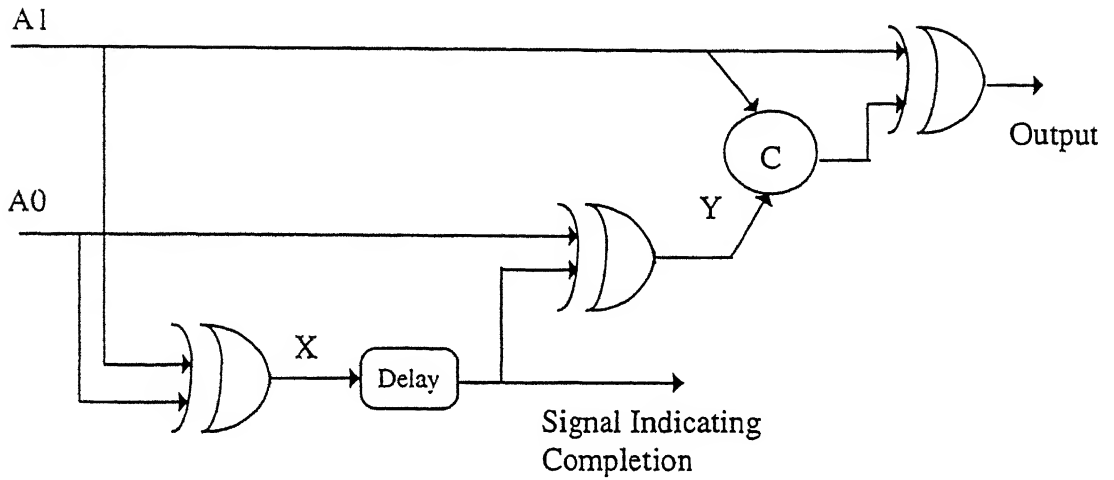 A1
Output
C
A0
Y
X
Delay
Signal Indicating
Completion